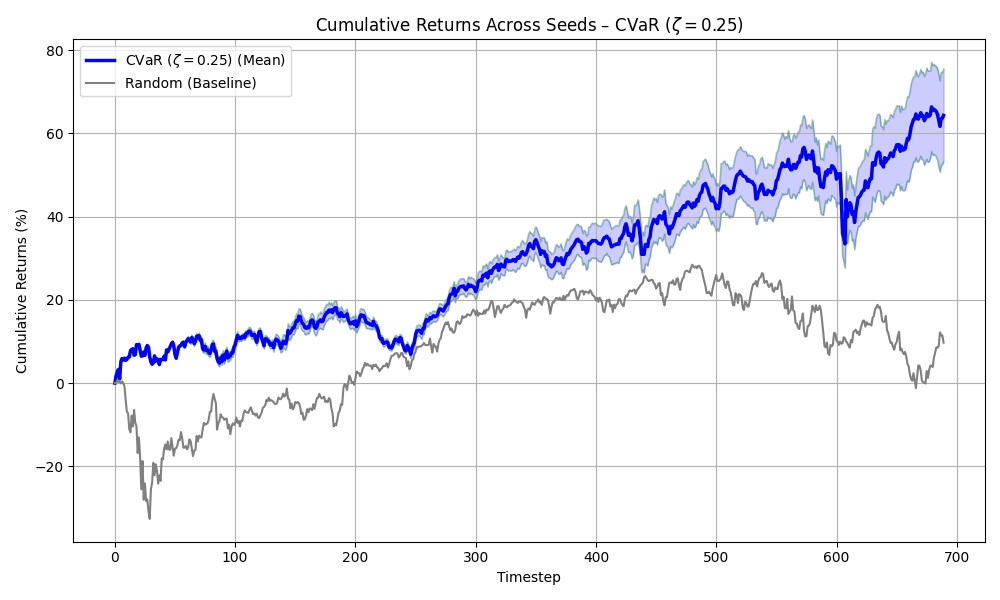 Cumulative Returns Across Seeds – CVaR (ζ = 0.25)
CVaR (ζ = 0.25) (Mean)
Random (Baseline)
Cumulative Returns (%)
80
60
40
20
0
−20
0 100 200 300 400 500 600 700
Timestep